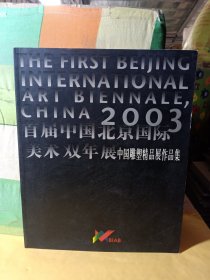 THE FIRST BEIJING
INTERNATIONAL
ART BIENNALE,
CHINA 2003
首届中国北京国际
美术双年展中国雕塑精品展作品集
BIAB